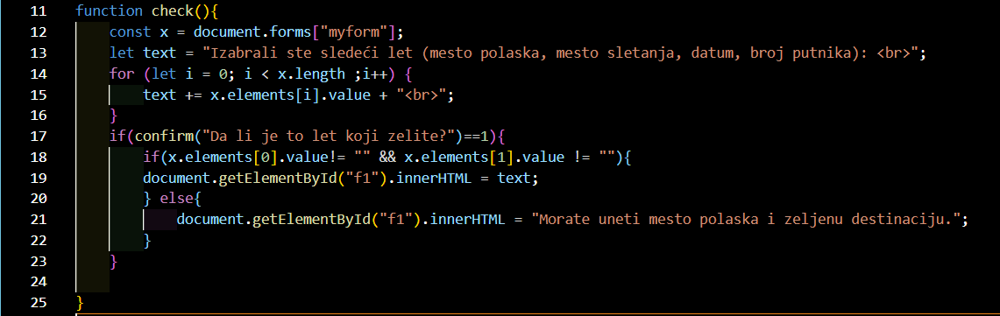 11 function check(){
12 const x = document.forms["myform"];
13 let text = "Izabrali ste sledeći let (mesto polaska, mesto sletanja, datum, broj putnika): <br>";
14 for (let i = 0; i < x.length ;i++) {
15 text += x.elements[i].value + "<br>";
16 }
17 if(confirm("Da li je to let koji zelite?")==1){
18 if(x.elements[0].value!= "" && x.elements[1].value != ""){
19 document.getElementById("f1").innerHTML = text;
20 } else{
21 document.getElementById("f1").innerHTML = "Morate uneti mesto polaska i zeljenu destinaciju.";
22 }
23 }
24
25 }